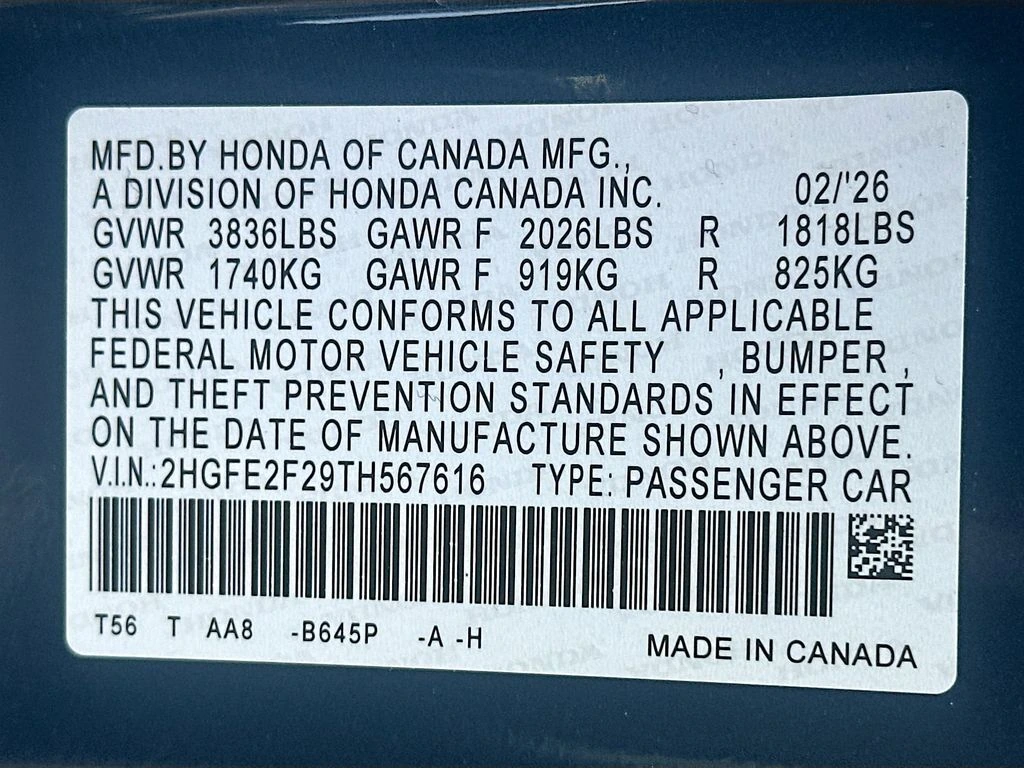 MFD.BY HONDA OF CANADA MFG.,
A DIVISION OF HONDA CANADA INC. 02/'26
GVWR 3836LBS GAWR F 2026LBS R 1818LBS
GVWR 1740KG GAWR F 919KG R 825KG
THIS VEHICLE CONFORMS TO ALL APPLICABLE
FEDERAL MOTOR VEHICLE SAFETY , BUMPER ,
AND THEFT PREVENTION STANDARDS IN EFFECT
ON THE DATE OF MANUFACTURE SHOWN ABOVE.
V.I.N.:2HGFE2F29TH567616 TYPE: PASSENGER CAR
T56 T AA8 -B645P -A -H
MADE IN CANADA